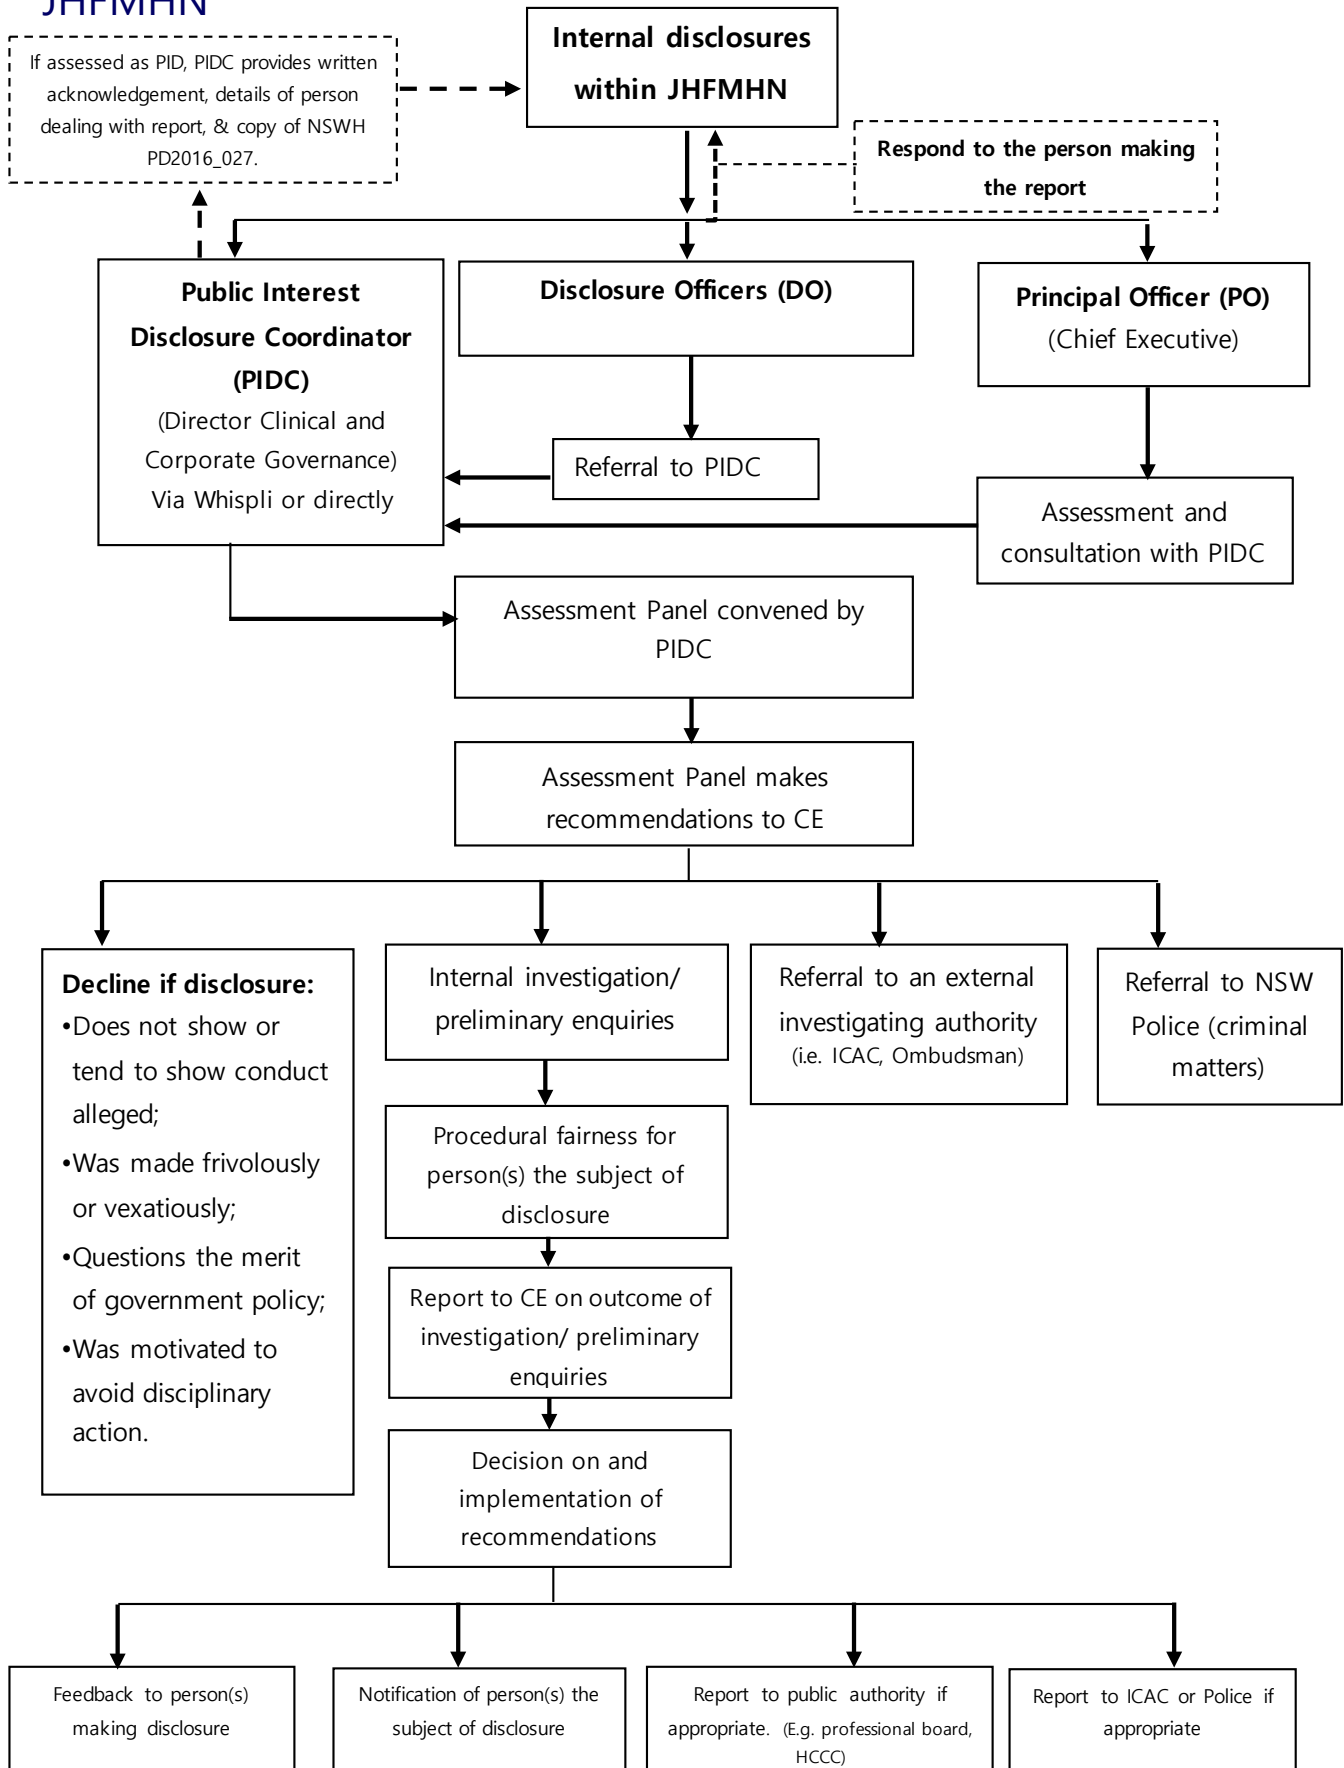 JHFMHN
If assessed as PID, PIDC provides written
acknowledgement, details of person
dealing with report, & copy of NSWH
PD2016_027.
Internal disclosures
within JHFMHN
Respond to the person making
the report
Public Interest
Disclosure Coordinator
(PIDC)
(Director Clinical and
Corporate Governance)
Via Whispli or directly
Disclosure Officers (DO)
Principal Officer (PO)
(Chief Executive)
Referral to PIDC
Assessment and
consultation with PIDC
Assessment Panel convened by
PIDC
Assessment Panel makes
recommendations to CE
Decline if disclosure:
•Does not show or
tend to show conduct
alleged;
•Was made frivolously
or vexatiously;
•Questions the merit
of government policy;
•Was motivated to
avoid disciplinary
action.
Internal investigation/
preliminary enquiries
Referral to an external
investigating authority
(i.e. ICAC, Ombudsman)
Referral to NSW
Police (criminal
matters)
Procedural fairness for
person(s) the subject of
disclosure
Report to CE on outcome of
investigation/ preliminary
enquiries
Decision on and
implementation of
recommendations
Feedback to person(s)
making disclosure
Notification of person(s) the
subject of disclosure
Report to public authority if
appropriate. (E.g. professional board,
HCCC)
Report to ICAC or Police if
appropriate